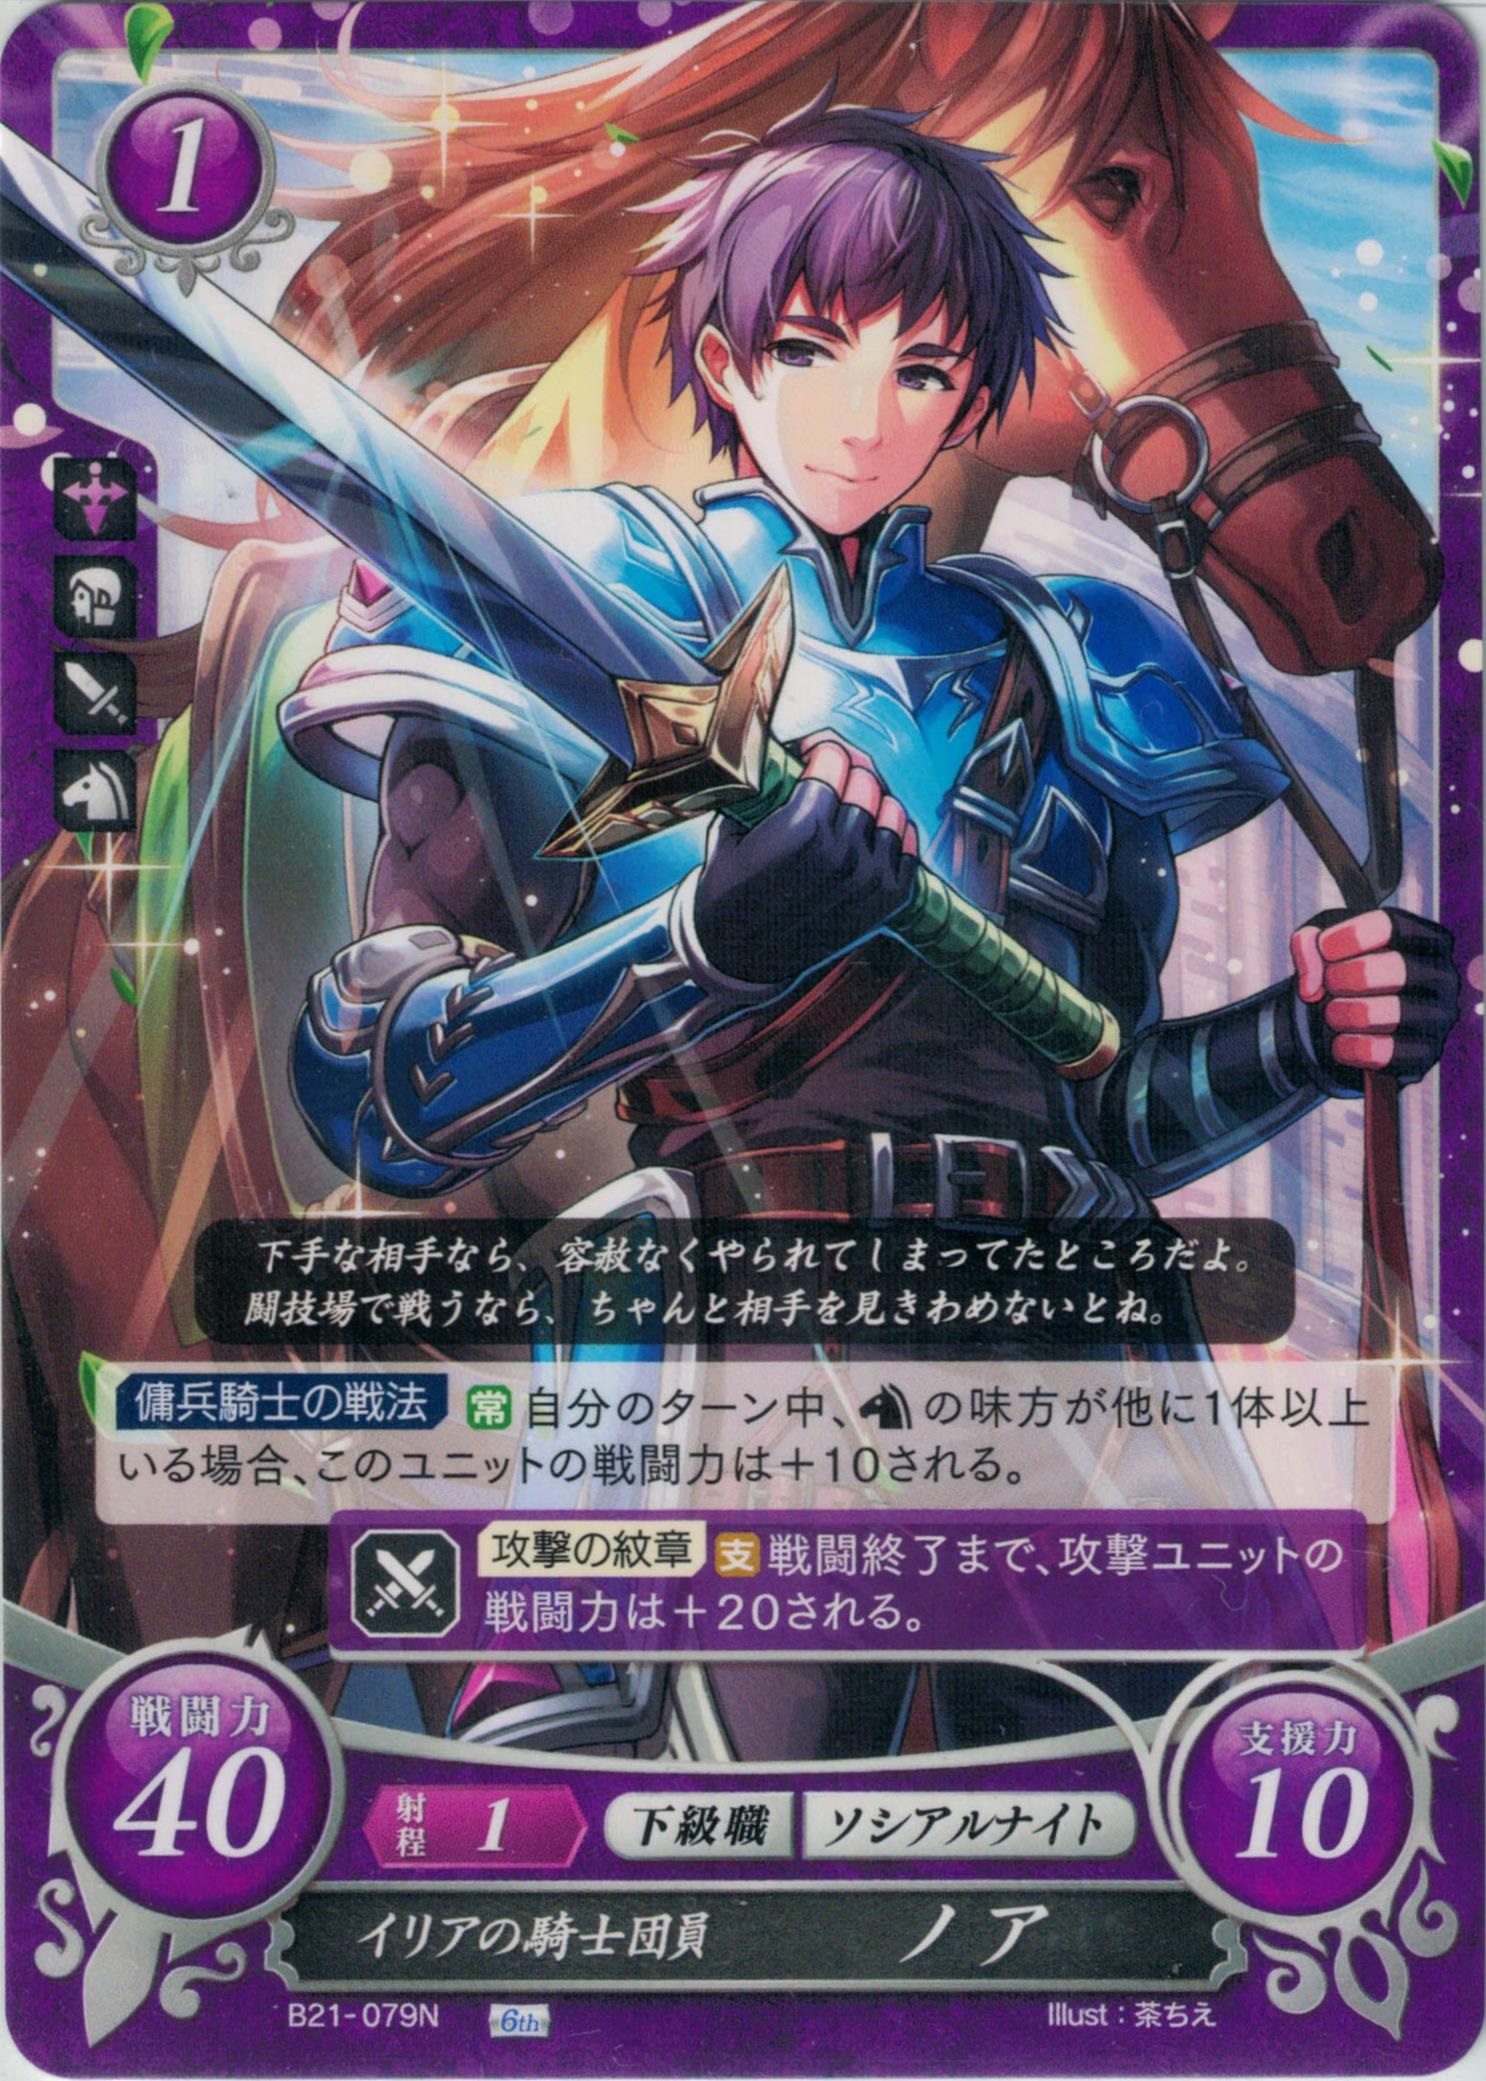 1
下手な相手なら、容赦なくやられてしまってたところだよ。
闘技場で戦うなら、ちゃんと相手を見きわめないとね。
傭兵騎士の戦法 常 自分のターン中、の味方が他に1体以上
いる場合、このユニットの戦闘力は+10される。
攻撃の紋章 支 戦闘終了まで、攻撃ユニットの
戦闘力は+20される。
戦闘力
40
射程 1
下級職
ソシアルナイト
支援力
10
イリアの騎士団員 ノア
B21-079N 6th Illust：茶ちえ